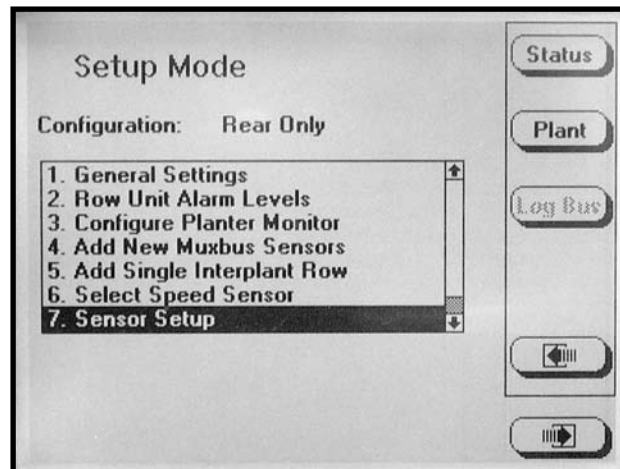 Setup Mode
Configuration: Rear Only
1. General Settings
2. Row Unit Alarm Levels
3. Configure Planter Monitor
4. Add New Muxbus Sensors
5. Add Single Interplant Row
6. Select Speed Sensor
7. Sensor Setup
Status
Plant
Log Bus